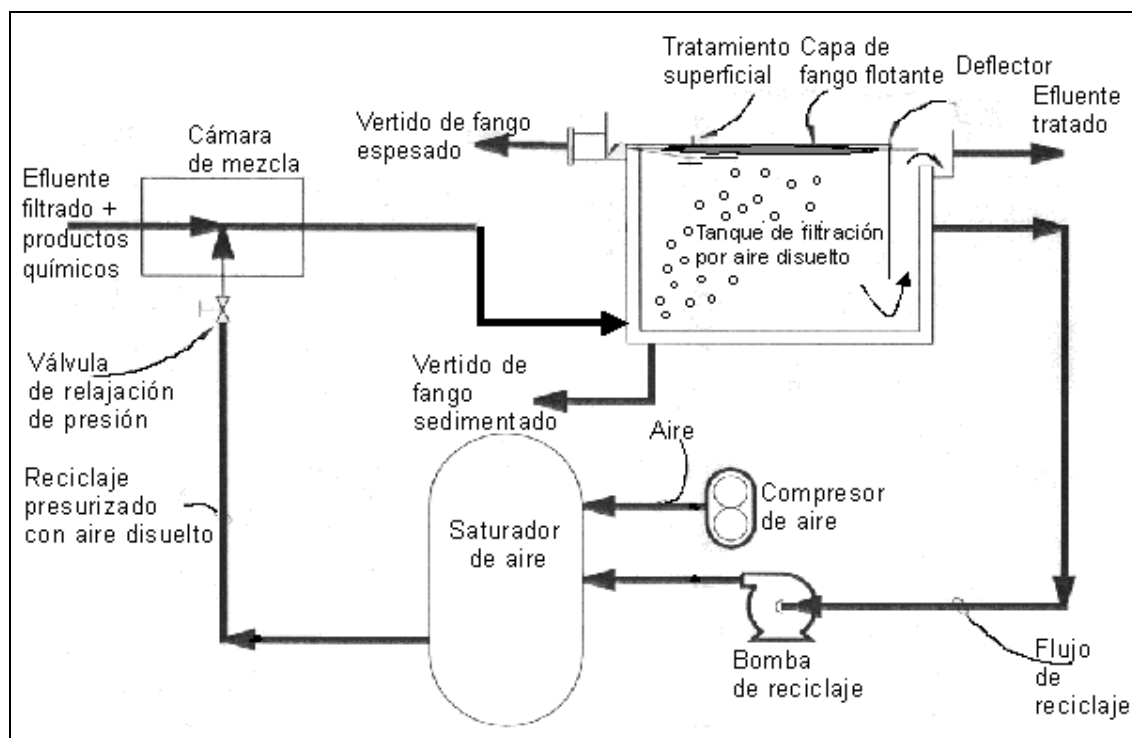 Tratamiento
superficial
Capa de
fango flotante
Deflector
Efluente
tratado
Vertido de fango
espesado
Cámara
de mezcla
Efluente
filtrado +
productos
químicos
Tanque de filtración
por aire disuelto
Válvula
de relajación
de presión
Vertido de
fango
sedimentado
Aire
Compresor
de aire
Reciclaje
presurizado
con aire disuelto
Saturador
de aire
Bomba
de reciclaje
Flujo
de
reciclaje